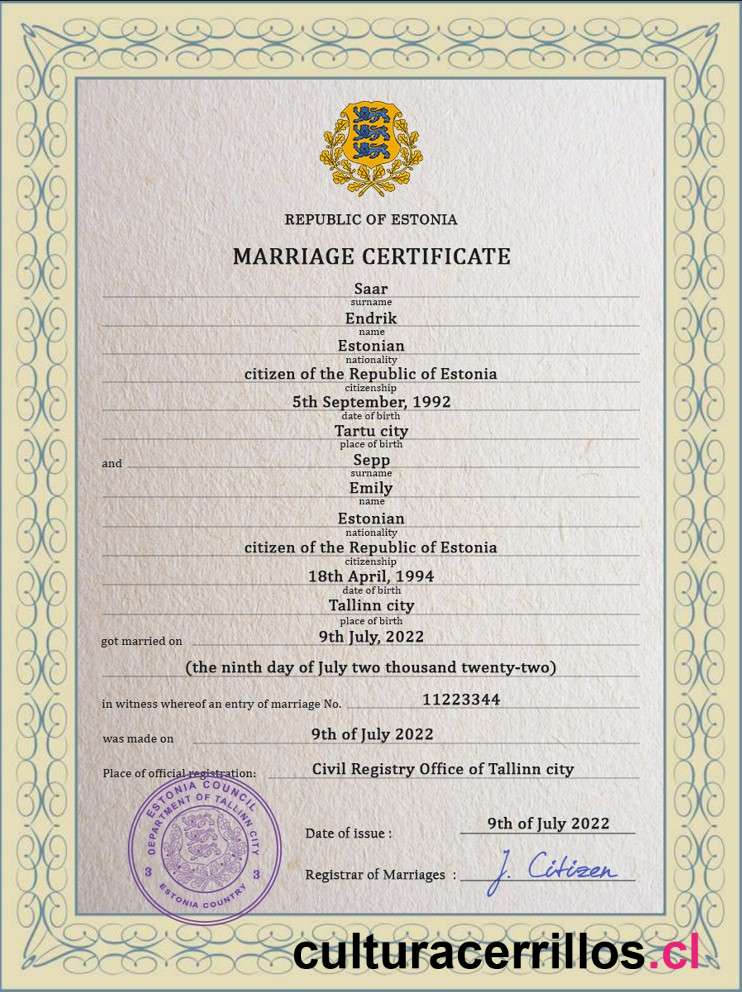 REPUBLIC OF ESTONIA
MARRIAGE CERTIFICATE
Saar
surname
Endrik
name
Estonian
nationality
citizen of the Republic of Estonia
citizenship
5th September, 1992
date of birth
Tartu city
place of birth
and Sepp
surname
Emily
name
Estonian
nationality
citizen of the Republic of Estonia
citizenship
18th April, 1994
date of birth
Tallinn city
place of birth
got married on 9th July, 2022
(the ninth day of July two thousand twenty-two)
in witness whereof an entry of marriage No. 11223344
was made on 9th of July 2022
Place of official registration: Civil Registry Office of Tallinn city
ESTONIA COUNCIL
DEPARTMENT OF TALLINN CITY
3 3
ESTONIA COUNTRY
Date of issue : 9th of July 2022
Registrar of Marriages : J. Citizen
culturacerrillos.cl